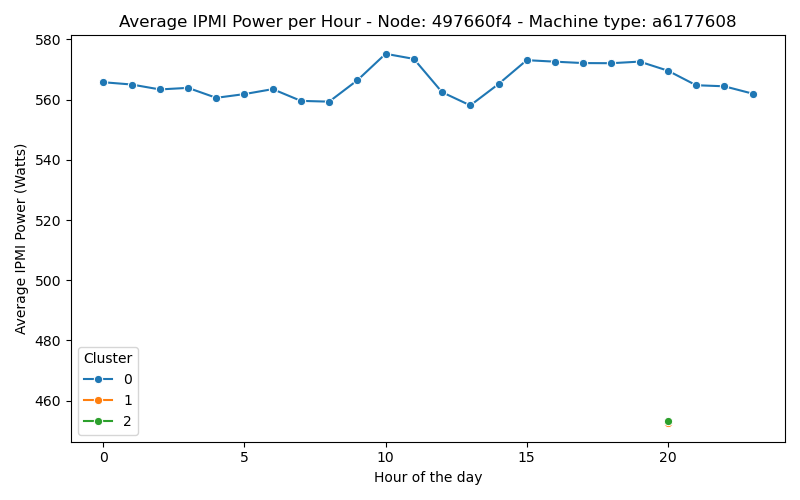 Average IPMI Power per Hour - Node: 497660f4 - Machine type: a6177608
Average IPMI Power (Watts)
580
560
540
520
500
480
460
Cluster
0
1
2
0 5 10 15 20
Hour of the day